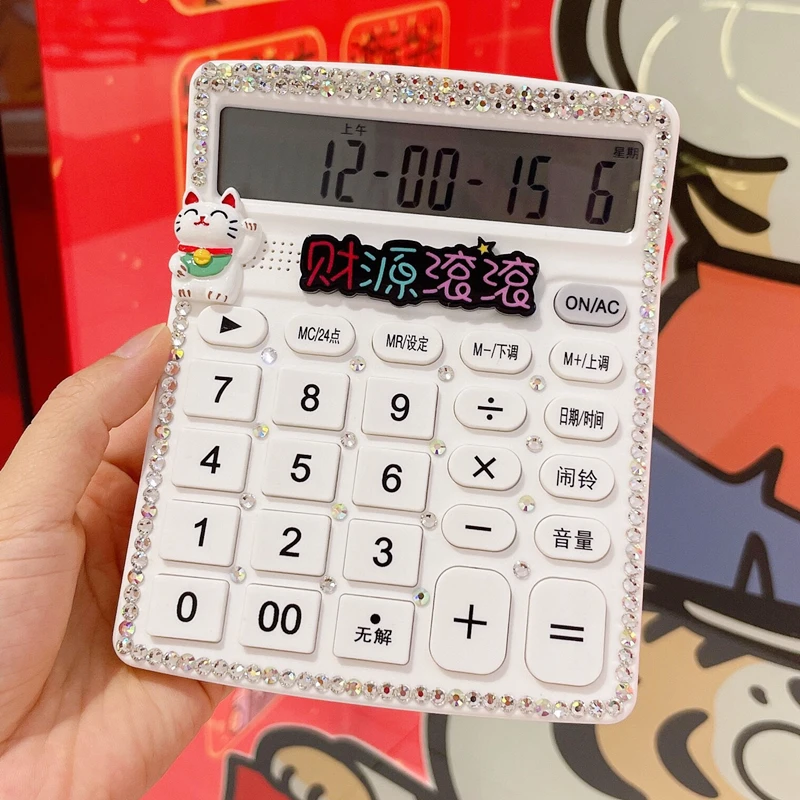 上午
星期
12-00-15 6
财源滚滚
ON/AC
▶ MC/24点 MR/设定 M-/下调 M+/上调
7 8 9 ÷ 日期/时间
4 5 6 × 闹铃
1 2 3 - 音量
0 00 • + =
无解